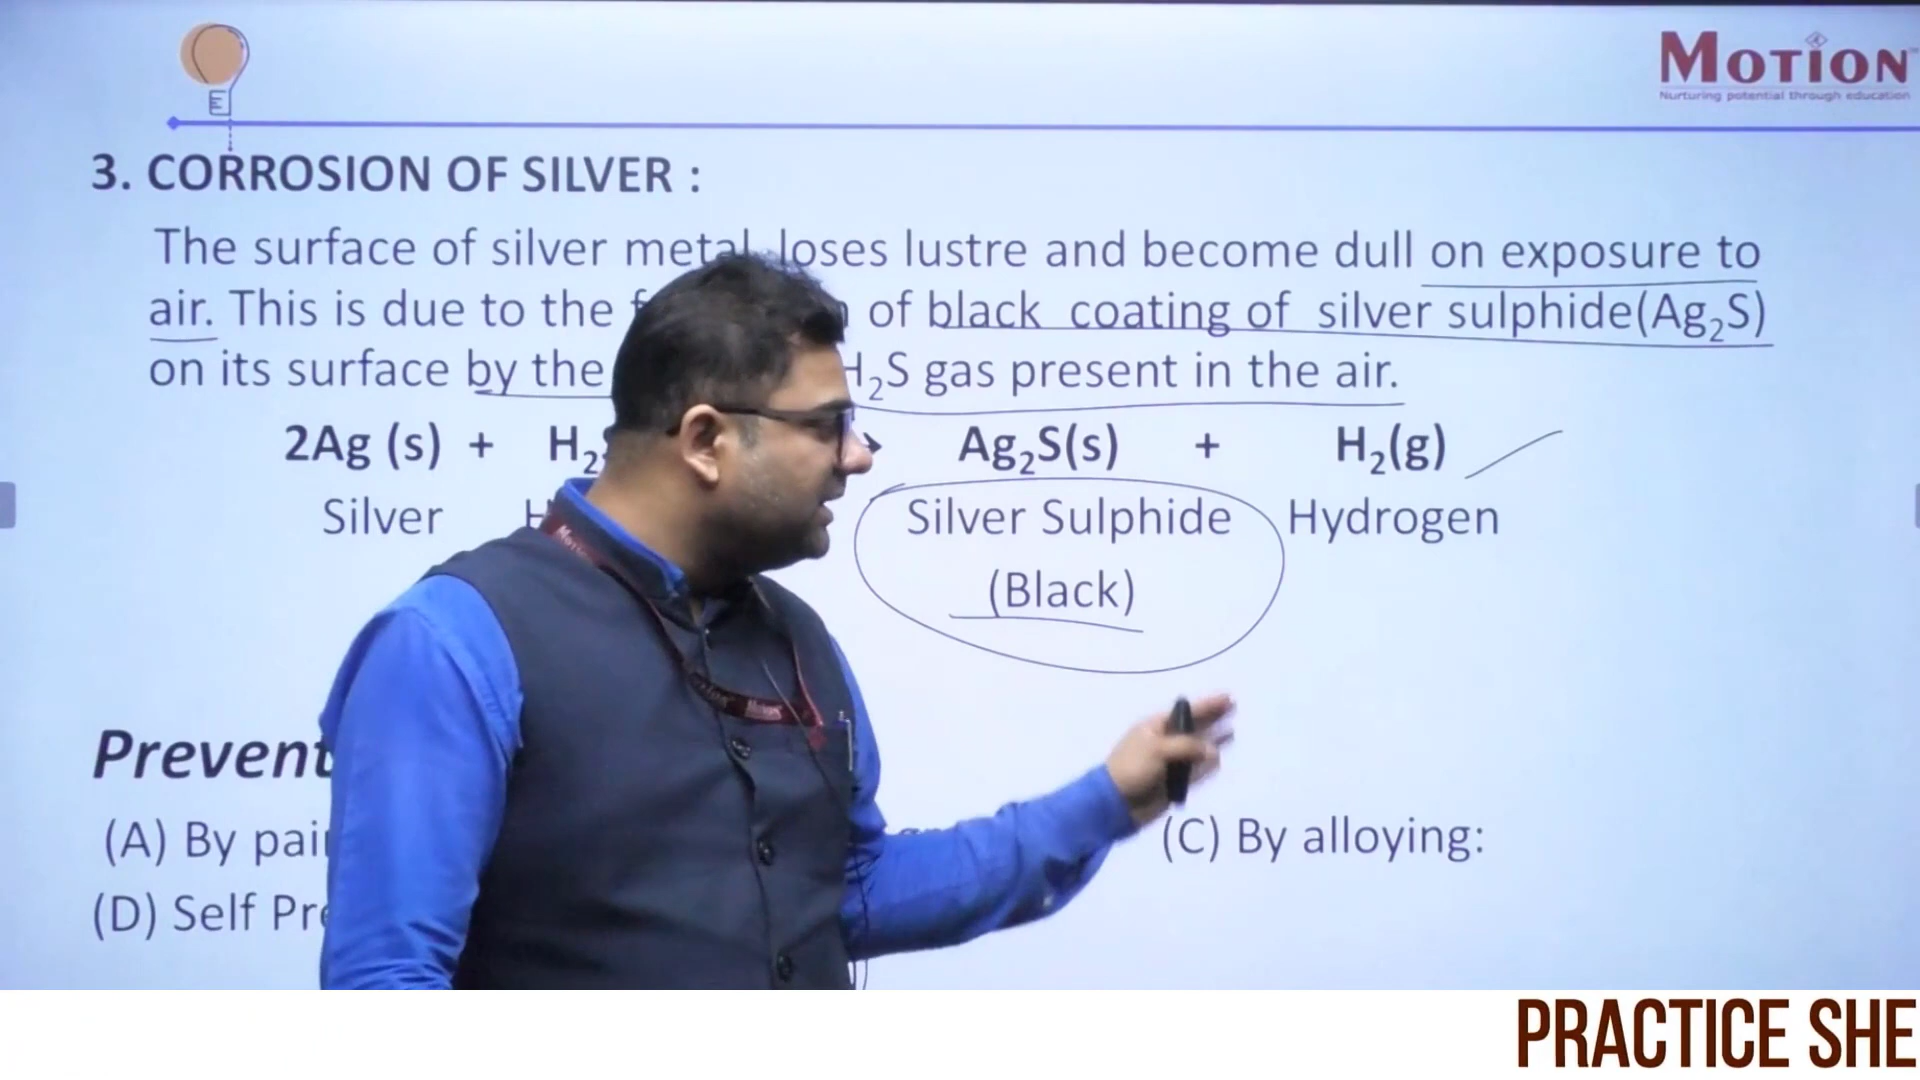 MOTION
Nurturing potential through education
3. CORROSION OF SILVER :
The surface of silver metal loses lustre and become dull on exposure to
air. This is due to the of black coating of silver sulphide(Ag₂S)
on its surface by the H₂S gas present in the air.
2Ag (s) + H₂ Ag₂S(s) + H₂(g)
Silver Silver Sulphide Hydrogen
(Black)
(A) By (C) By alloying:
(D) Self
PRACTICE SHE